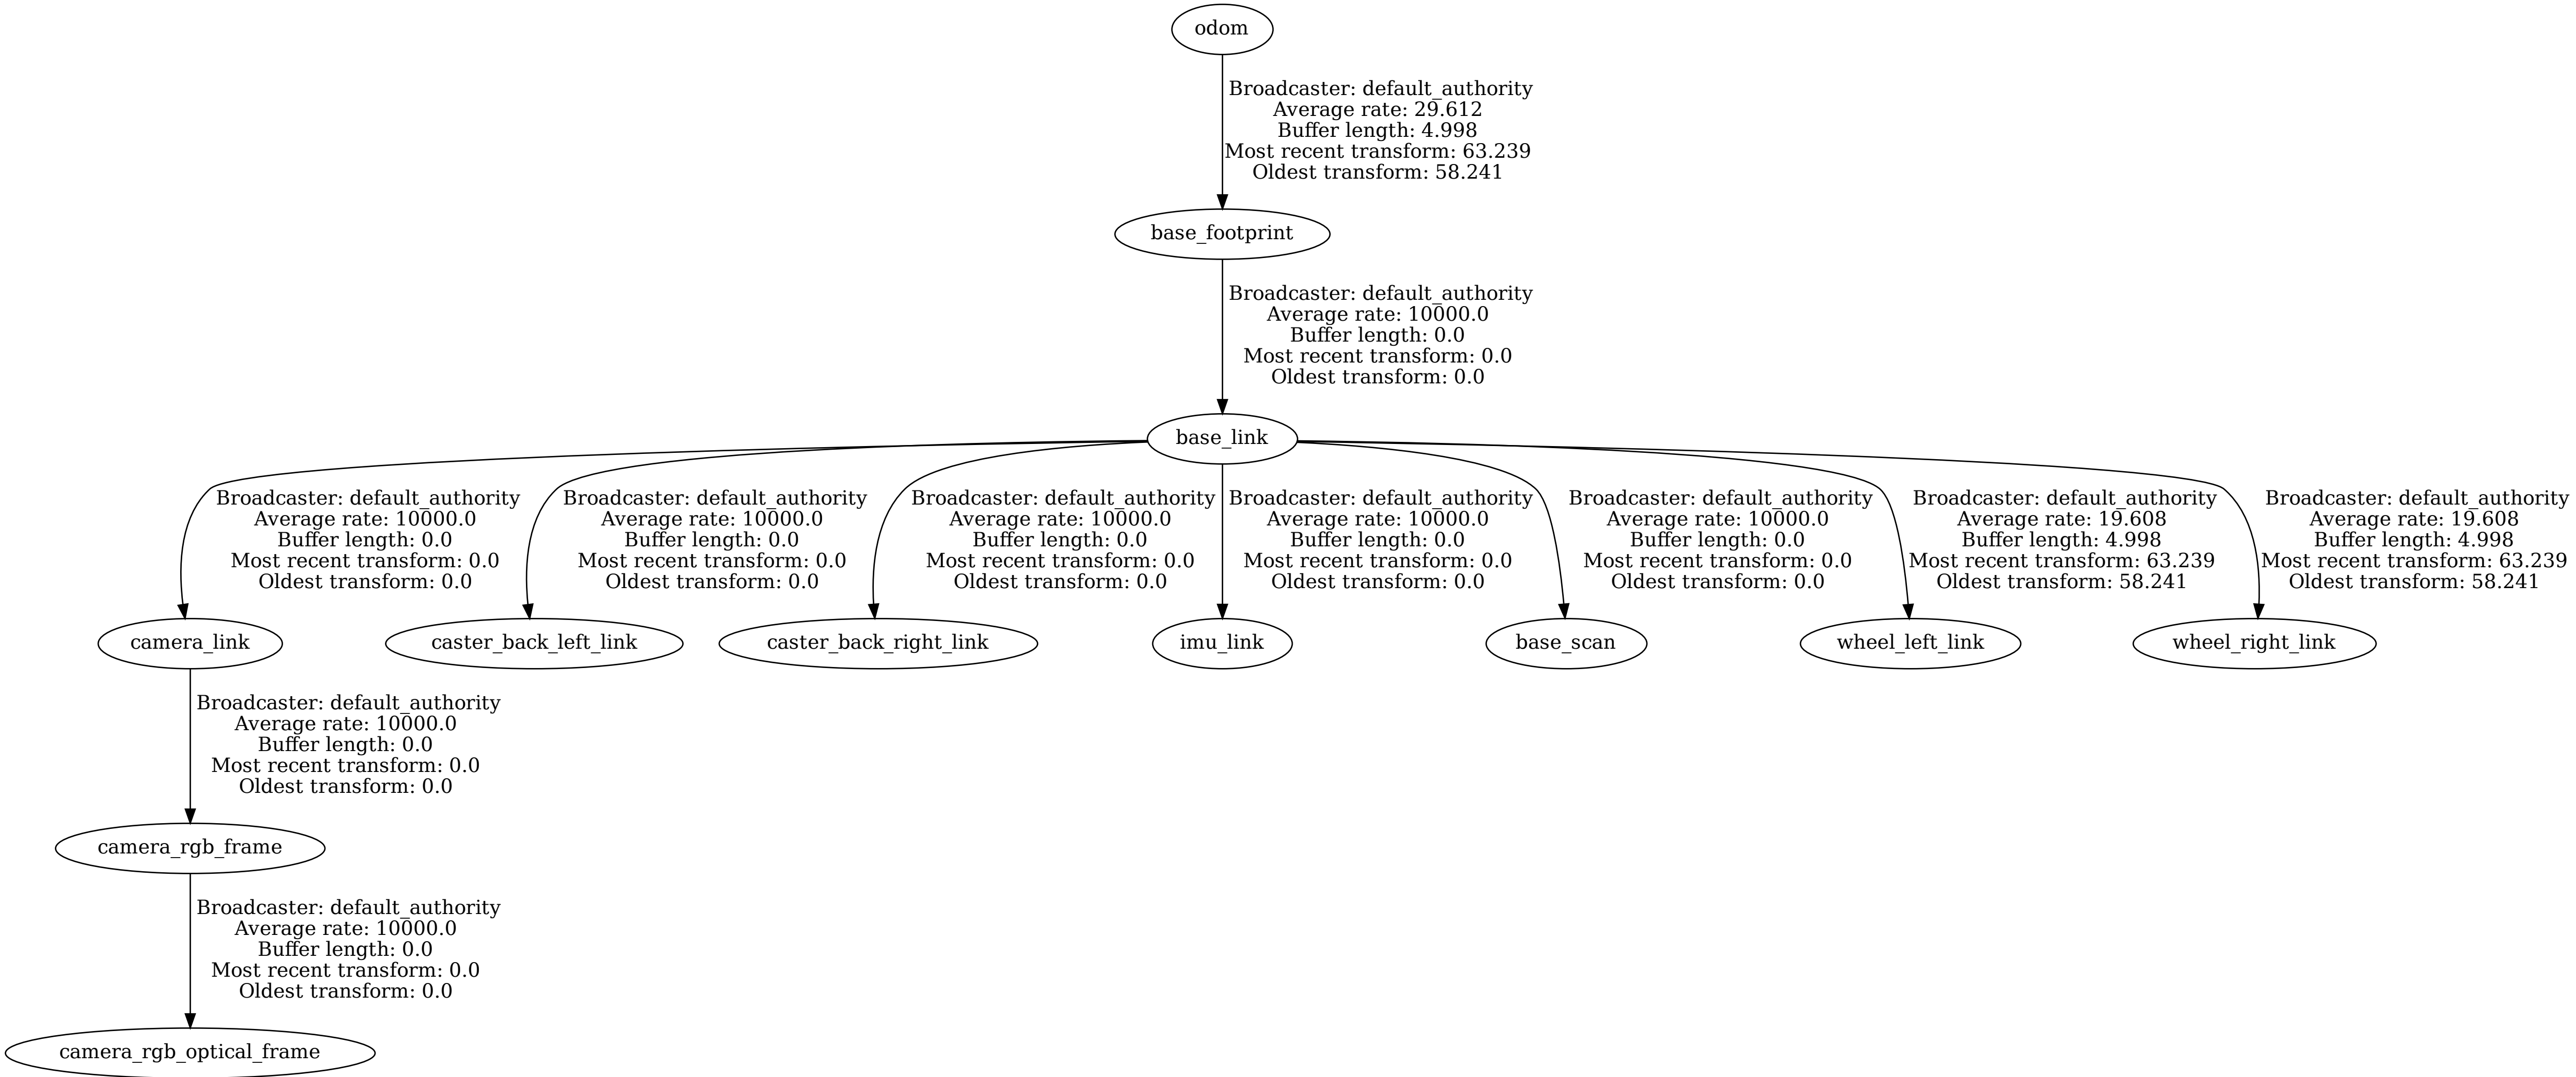 odom
Broadcaster: default_authority
Average rate: 29.612
Buffer length: 4.998
Most recent transform: 63.239
Oldest transform: 58.241
base_footprint
Broadcaster: default_authority
Average rate: 10000.0
Buffer length: 0.0
Most recent transform: 0.0
Oldest transform: 0.0
base_link
Broadcaster: default_authority
Average rate: 10000.0
Buffer length: 0.0
Most recent transform: 0.0
Oldest transform: 0.0
Broadcaster: default_authority
Average rate: 10000.0
Buffer length: 0.0
Most recent transform: 0.0
Oldest transform: 0.0
Broadcaster: default_authority
Average rate: 10000.0
Buffer length: 0.0
Most recent transform: 0.0
Oldest transform: 0.0
Broadcaster: default_authority
Average rate: 10000.0
Buffer length: 0.0
Most recent transform: 0.0
Oldest transform: 0.0
Broadcaster: default_authority
Average rate: 10000.0
Buffer length: 0.0
Most recent transform: 0.0
Oldest transform: 0.0
Broadcaster: default_authority
Average rate: 19.608
Buffer length: 4.998
Most recent transform: 63.239
Oldest transform: 58.241
Broadcaster: default_authority
Average rate: 19.608
Buffer length: 4.998
Most recent transform: 63.239
Oldest transform: 58.241
camera_link
caster_back_left_link
caster_back_right_link
imu_link
base_scan
wheel_left_link
wheel_right_link
Broadcaster: default_authority
Average rate: 10000.0
Buffer length: 0.0
Most recent transform: 0.0
Oldest transform: 0.0
camera_rgb_frame
Broadcaster: default_authority
Average rate: 10000.0
Buffer length: 0.0
Most recent transform: 0.0
Oldest transform: 0.0
camera_rgb_optical_frame